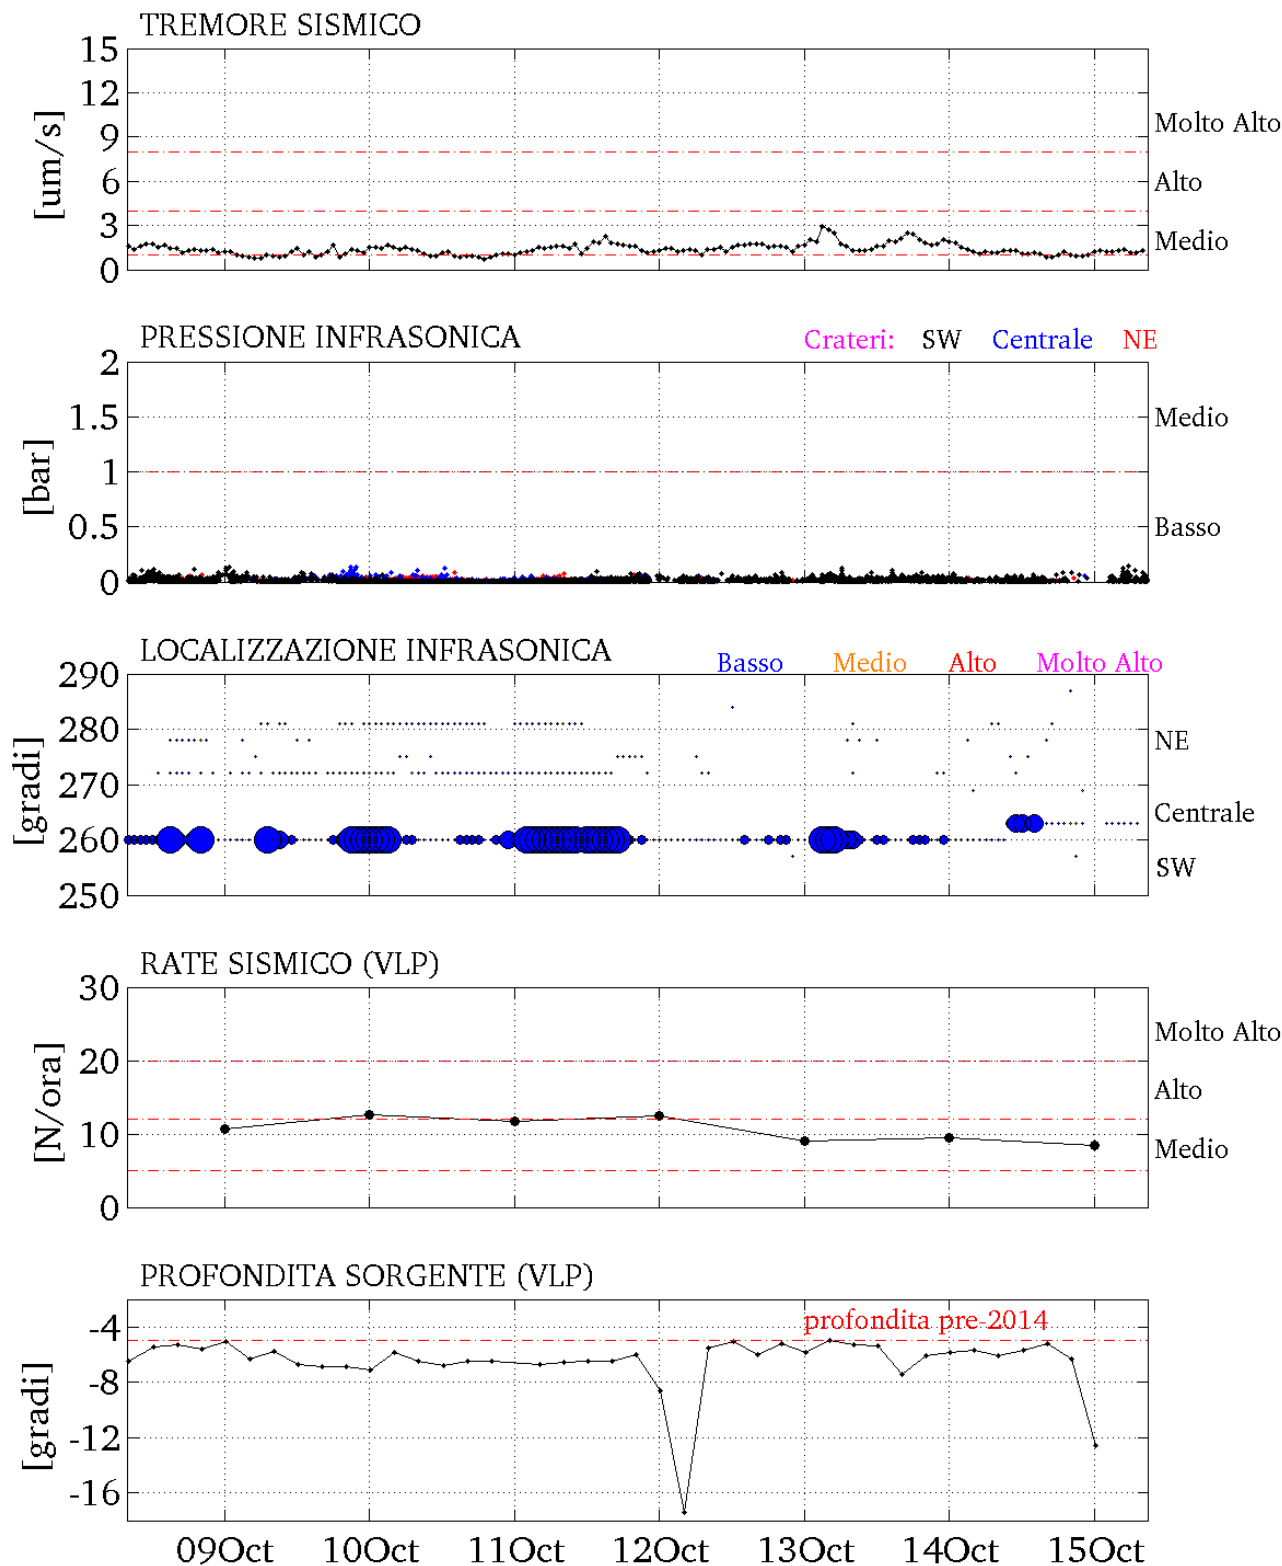 TREMORE SISMICO
[um/s]
15
12
9
6
3
0
Molto Alto
Alto
Medio
PRESSIONE INFRASONICA
Crateri: SW Centrale NE
[bar]
2
1.5
1
0.5
0
Medio
Basso
LOCALIZZAZIONE INFRASONICA
Basso Medio Alto Molto Alto
[gradi]
290
280
270
260
250
NE
Centrale
SW
RATE SISMICO (VLP)
[N/ora]
30
20
10
0
Molto Alto
Alto
Medio
PROFONDITA SORGENTE (VLP)
profondita pre-2014
[gradi]
-4
-8
-12
-16
09Oct 10Oct 11Oct 12Oct 13Oct 14Oct 15Oct